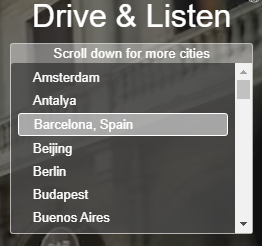 Drive & Listen
Scroll down for more cities
Amsterdam
Antalya
Barcelona, Spain
Beijing
Berlin
Budapest
Buenos Aires